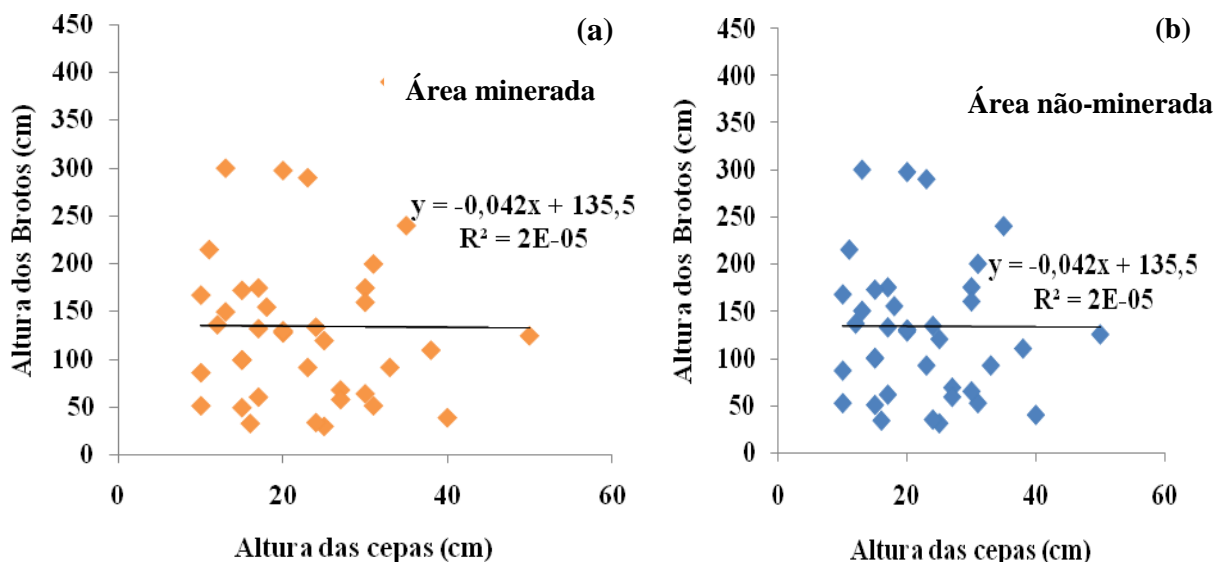 (a)
Área minerada
Altura dos Brotos (cm)
450
400
350
300
250
200
150
100
50
0
y = -0,042x + 135,5
R² = 2E-05
0 20 40 60
Altura das cepas (cm)
(b)
Área não-minerada
Altura dos Brotos (cm)
450
400
350
300
250
200
150
100
50
0
y = -0,042x + 135,5
R² = 2E-05
0 20 40 60
Altura das cepas (cm)